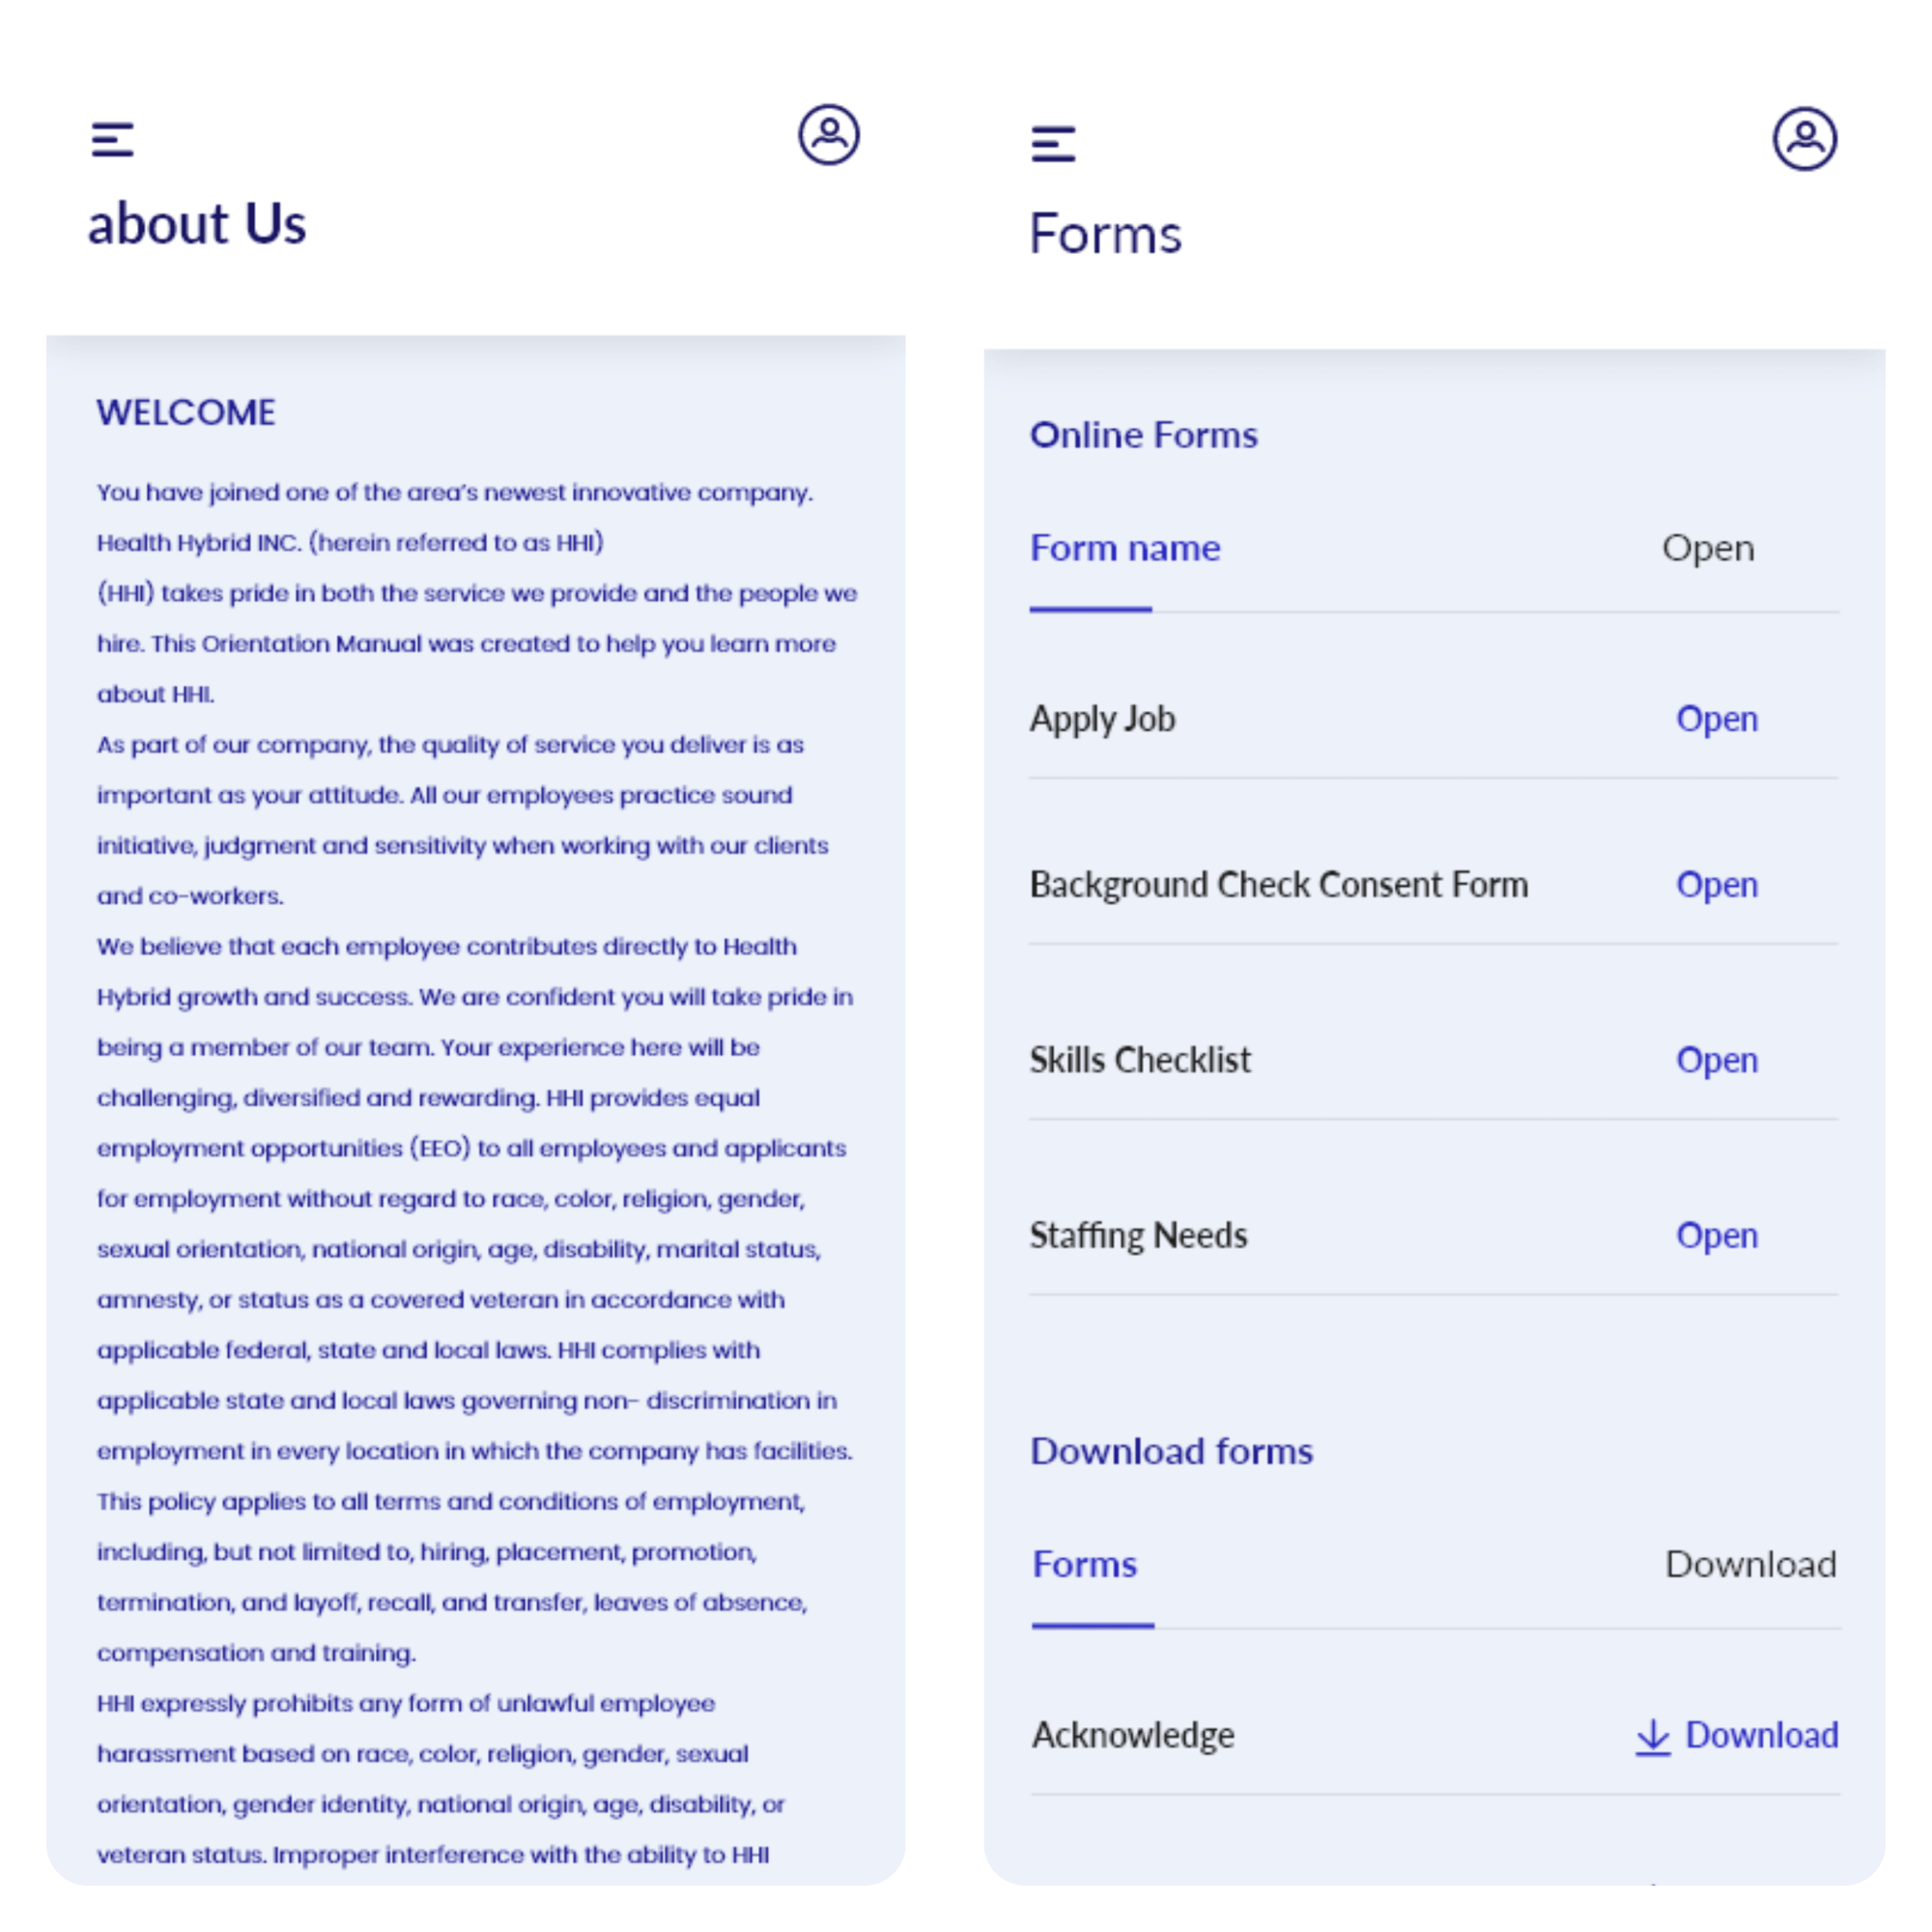 about Us
WELCOME
You have joined one of the area's newest innovative company.
Health Hybrid INC. (herein referred to as HHI)
(HHI) takes pride in both the service we provide and the people we
hire. This Orientation Manual was created to help you learn more
about HHI.
As part of our company, the quality of service you deliver is as
important as your attitude. All our employees practice sound
initiative, judgment and sensitivity when working with our clients
and co-workers.
We believe that each employee contributes directly to Health
Hybrid growth and success. We are confident you will take pride in
being a member of our team. Your experience here will be
challenging, diversified and rewarding. HHI provides equal
employment opportunities (EEO) to all employees and applicants
for employment without regard to race, color, religion, gender,
sexual orientation, national origin, age, disability, marital status,
amnesty, or status as a covered veteran in accordance with
applicable federal, state and local laws. HHI complies with
applicable state and local laws governing non- discrimination in
employment in every location in which the company has facilities.
This policy applies to all terms and conditions of employment,
including, but not limited to, hiring, placement, promotion,
termination, and layoff, recall, and transfer, leaves of absence,
compensation and training.
HHI expressly prohibits any form of unlawful employee
harassment based on race, color, religion, gender, sexual
orientation, gender identity, national origin, age, disability, or
veteran status. Improper interference with the ability to HHI
Forms
Online Forms
Form name Open
Apply Job Open
Background Check Consent Form Open
Skills Checklist Open
Staffing Needs Open
Download forms
Forms Download
Acknowledge Download